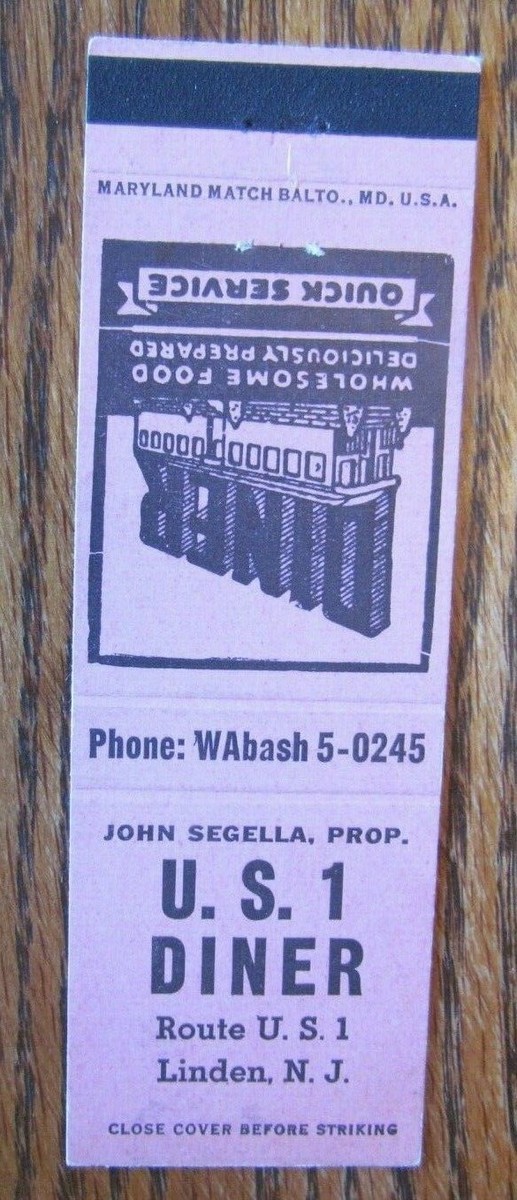 MARYLAND MATCH BALTO., MD. U.S.A.
QUICK SERVICE
DELICIOUSLY PREPARED
WHOLESOME FOOD
DINER
Phone: WAbash 5-0245
JOHN SEGELLA, PROP.
U. S. 1
DINER
Route U. S. 1
Linden, N. J.
CLOSE COVER BEFORE STRIKING